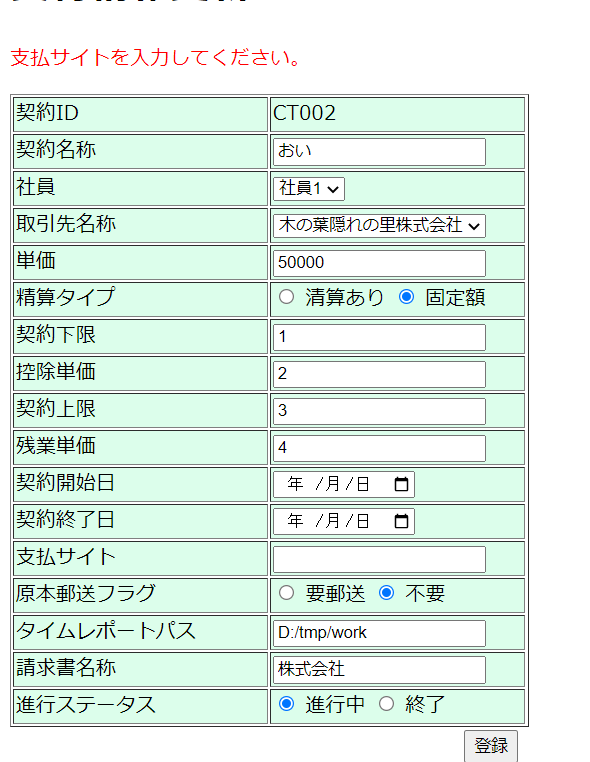 支払サイトを入力してください。
契約ID CT002
契約名称 おい
社員 社員1
取引先名称 木の葉隠れの里株式会社
単価 50000
精算タイプ 清算あり 固定額
契約下限 1
控除単価 2
契約上限 3
残業単価 4
契約開始日 年 /月/日
契約終了日 年 /月/日
支払サイト
原本郵送フラグ 要郵送 不要
タイムレポートパス D:/tmp/work
請求書名称 株式会社
進行ステータス 進行中 終了
登録